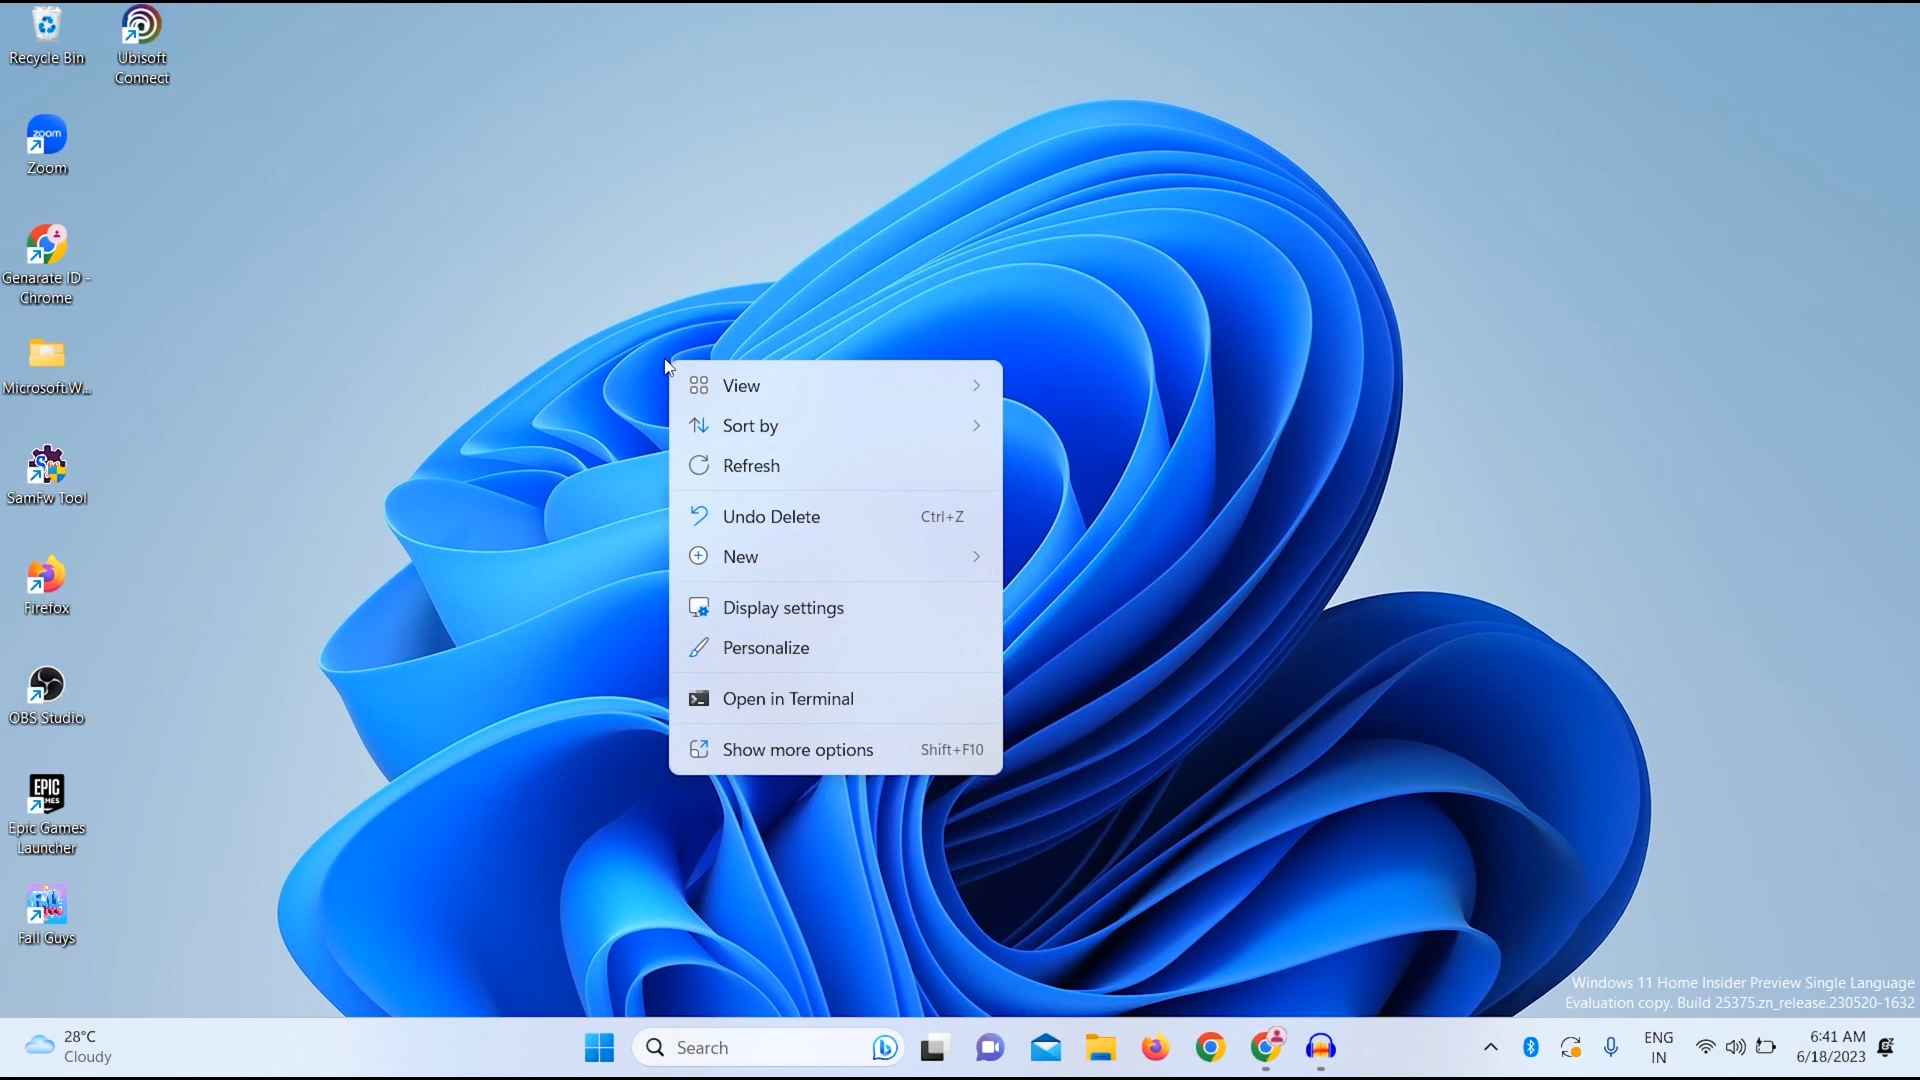 Recycle Bin
Ubisoft
Connect
zoom
Zoom
Genarate ID -
Chrome
Microsoft.W...
SamFw Tool
Firefox
OBS Studio
EPIC
Epic Games
Launcher
Fall Guys
View
Sort by
Refresh
Undo Delete Ctrl+Z
New
Display settings
Personalize
Open in Terminal
Show more options Shift+F10
Windows 11 Home Insider Preview Single Language
Evaluation copy. Build 25375.zn_release.230520-1632
28°C
Cloudy
Search
ENG
IN
6:41 AM
6/18/2023